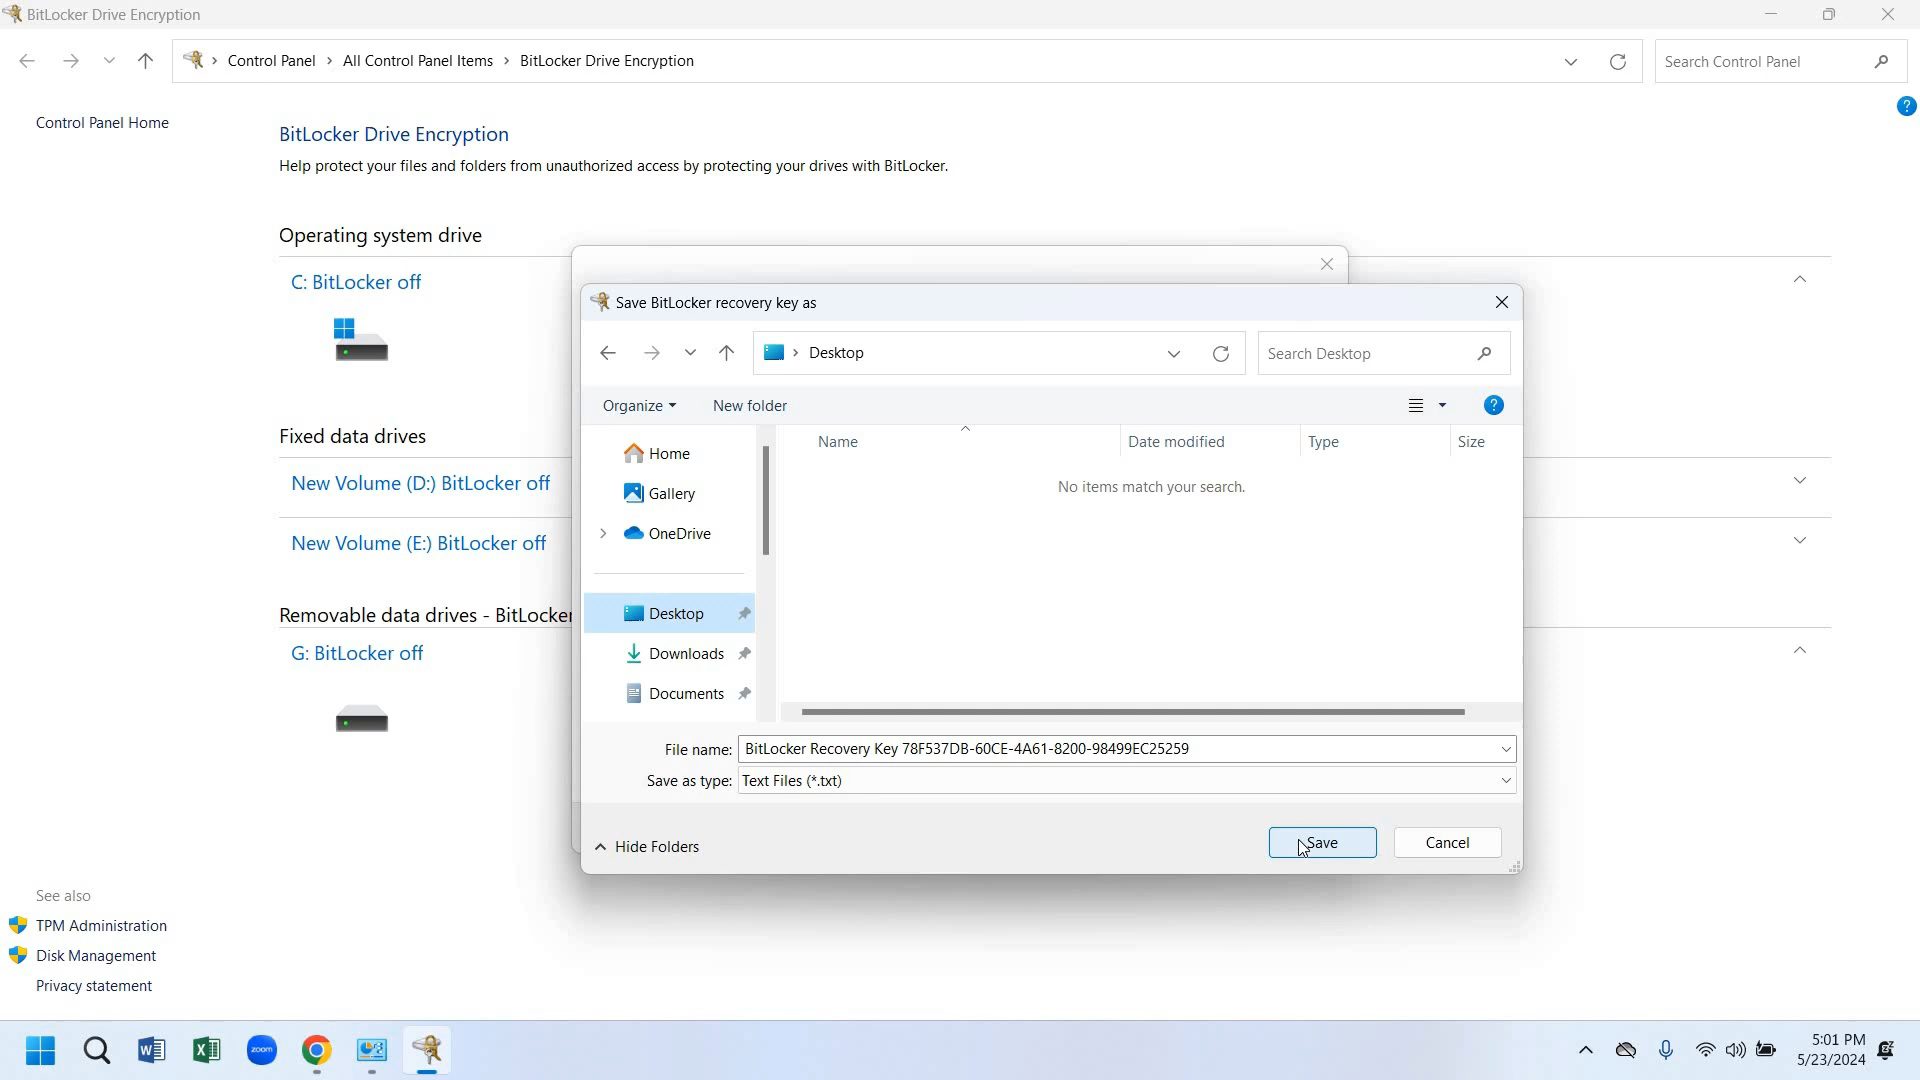 BitLocker Drive Encryption
Control Panel > All Control Panel Items > BitLocker Drive Encryption
Search Control Panel
Control Panel Home
BitLocker Drive Encryption
Help protect your files and folders from unauthorized access by protecting your drives with BitLocker.
Operating system drive
C: BitLocker off
Fixed data drives
New Volume (D:) BitLocker off
New Volume (E:) BitLocker off
Removable data drives - BitLocker
G: BitLocker off
See also
TPM Administration
Disk Management
Privacy statement
Save BitLocker recovery key as
Desktop
Search Desktop
Organize
New folder
Name
Date modified
Type
Size
No items match your search.
Home
Gallery
OneDrive
Desktop
Downloads
Documents
File name: BitLocker Recovery Key 78F537DB-60CE-4A61-8200-98499EC25259
Save as type: Text Files (*.txt)
Hide Folders
Save
Cancel
zoom
5:01 PM
5/23/2024